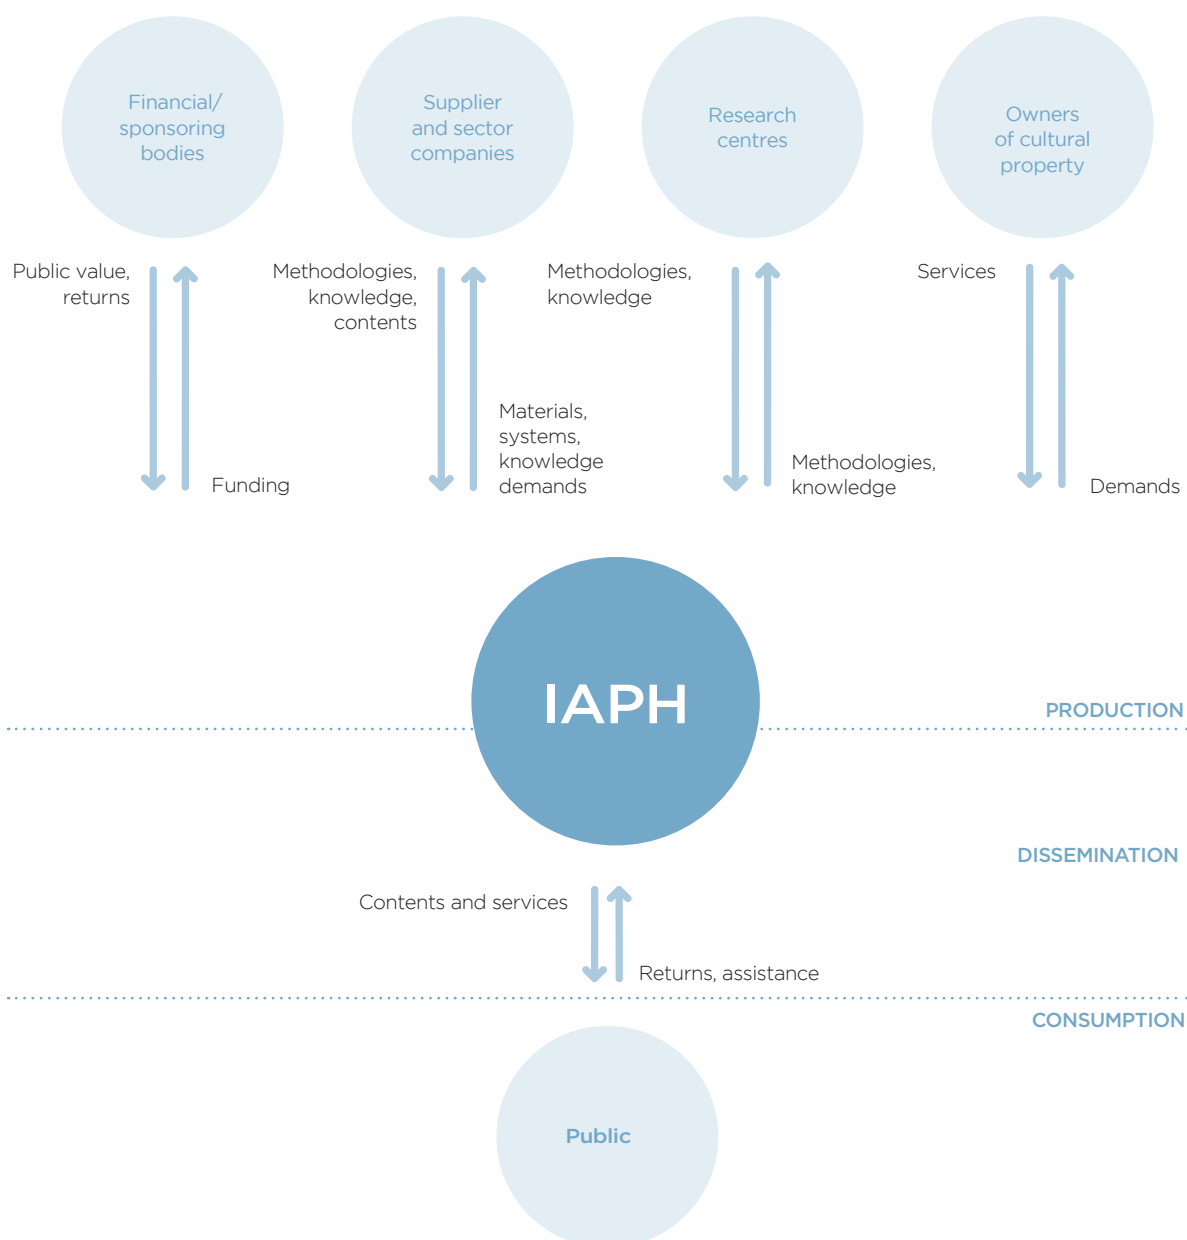 Financial/
sponsoring
bodies
Supplier
and sector
companies
Research
centres
Owners
of cultural
property
Public value,
returns
Funding
Methodologies,
knowledge,
contents
Materials,
systems,
knowledge
demands
Methodologies,
knowledge
Methodologies,
knowledge
Services
Demands
IAPH
PRODUCTION
DISSEMINATION
Contents and services
Returns, assistance
CONSUMPTION
Public